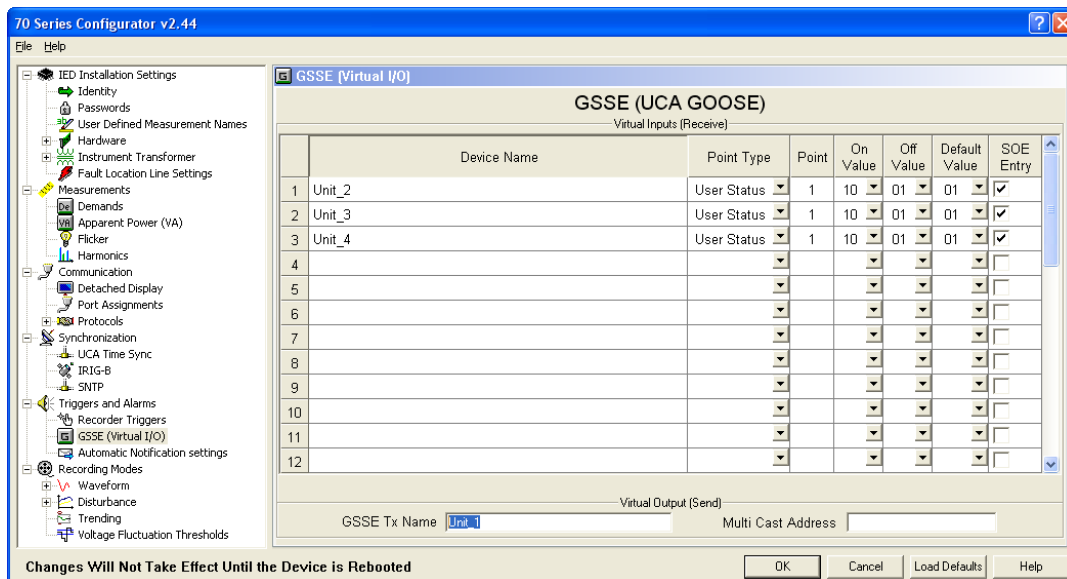 70 Series Configurator v2.44
File Help
IED Installation Settings
Identity
Passwords
User Defined Measurement Names
Hardware
Instrument Transformer
Fault Location Line Settings
Measurements
De Demands
VA Apparent Power (VA)
Flicker
Harmonics
Communication
Detached Display
Port Assignments
Protocols
Synchronization
UCA Time Sync
IRIG-B
SNTP
Triggers and Alarms
Recorder Triggers
G GSSE (Virtual I/O)
Automatic Notification settings
Recording Modes
Waveform
Disturbance
Trending
Voltage Fluctuation Thresholds
G GSSE (Virtual I/O)
GSSE (UCA GOOSE)
Virtual Inputs (Receive)
Device Name Point Type Point On Value Off Value Default Value SOE Entry
1 Unit_2 User Status 1 10 01 01
2 Unit_3 User Status 1 10 01 01
3 Unit_4 User Status 1 10 01 01
4
5
6
7
8
9
10
11
12
Virtual Output (Send)
GSSE Tx Name Unit_1 Multi Cast Address
Changes Will Not Take Effect Until the Device is Rebooted OK Cancel Load Defaults Help